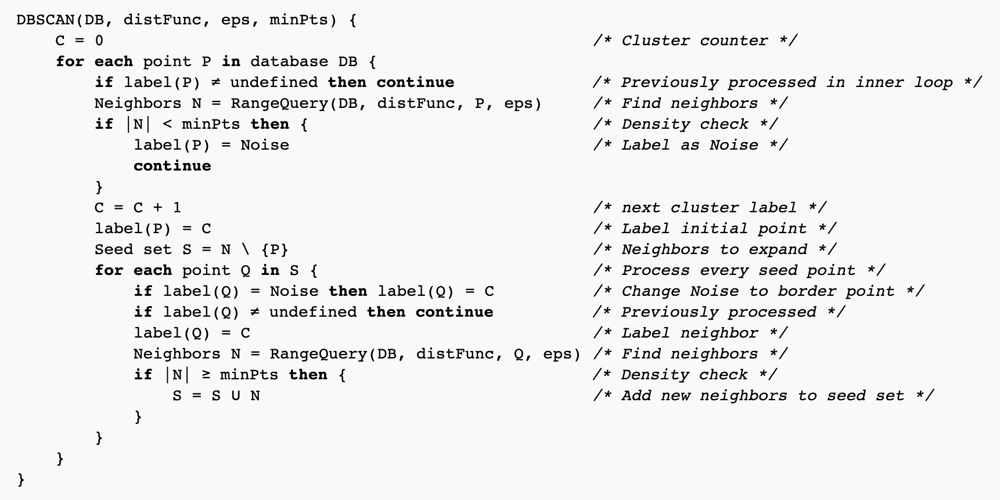 DBSCAN(DB, distFunc, eps, minPts) {
    C = 0                                                  /* Cluster counter */
    for each point P in database DB {
        if label(P) ≠ undefined then continue              /* Previously processed in inner loop */
        Neighbors N = RangeQuery(DB, distFunc, P, eps)     /* Find neighbors */
        if |N| < minPts then {                             /* Density check */
            label(P) = Noise                               /* Label as Noise */
            continue
        }
        C = C + 1                                          /* next cluster label */
        label(P) = C                                       /* Label initial point */
        Seed set S = N \ {P}                               /* Neighbors to expand */
        for each point Q in S {                            /* Process every seed point */
            if label(Q) = Noise then label(Q) = C          /* Change Noise to border point */
            if label(Q) ≠ undefined then continue          /* Previously processed */
            label(Q) = C                                   /* Label neighbor */
            Neighbors N = RangeQuery(DB, distFunc, Q, eps) /* Find neighbors */
            if |N| ≥ minPts then {                         /* Density check */
                S = S ∪ N                                  /* Add new neighbors to seed set */
            }
        }
    }
}